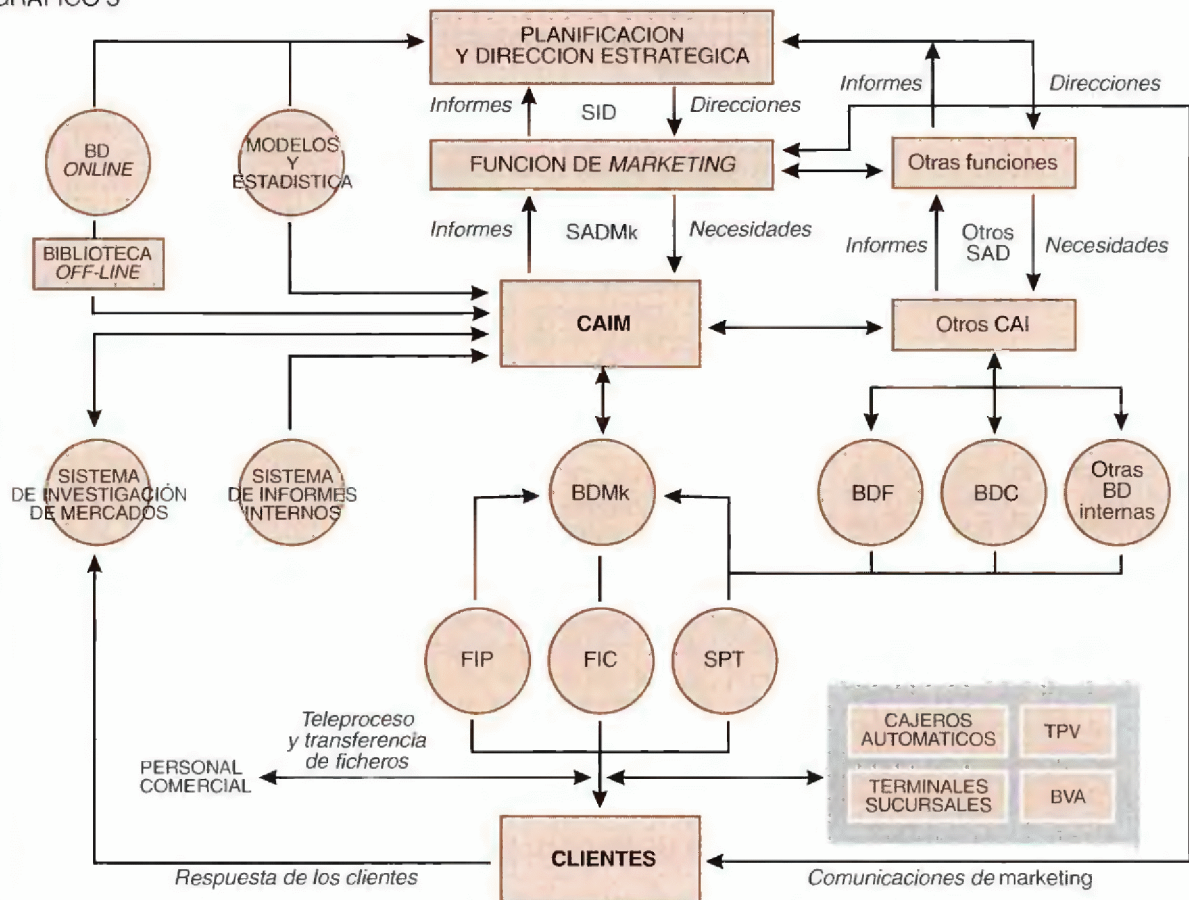 GRAFICO 3
PLANIFICACION
Y DIRECCION ESTRATEGICA
Informes
SID
Direcciones
Informes
Direcciones
BD
ONLINE
MODELOS
Y
ESTADISTICA
FUNCION DE MARKETING
Otras funciones
BIBLIOTECA
OFF-LINE
Informes
SADMk
Necesidades
Informes
Otros
SAD
Necesidades
CAIM
Otros CAI
SISTEMA
DE INVESTIGACIÓN
DE MERCADOS
SISTEMA
DE INFORMES
INTERNOS
BDMk
BDF
BDC
Otras
BD
internas
FIP
FIC
SPT
Teleproceso
y transferencia
de ficheros
PERSONAL
COMERCIAL
CAJEROS
AUTOMATICOS
TPV
TERMINALES
SUCURSALES
BVA
CLIENTES
Respuesta de los clientes
Comunicaciones de marketing